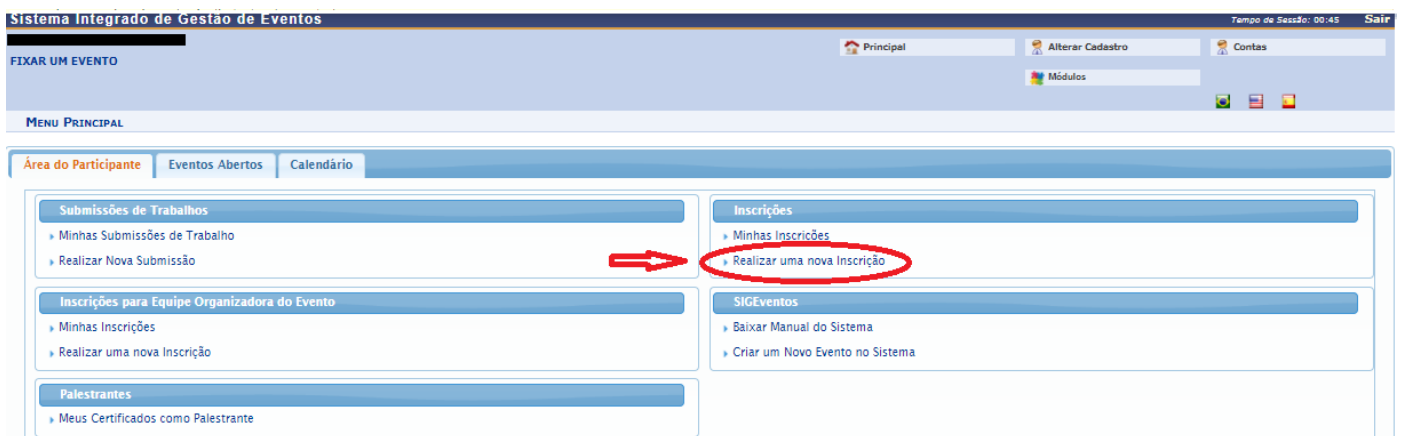 Sistema Integrado de Gestão de Eventos
Tempo de Sessão: 00:45 Sair
FIXAR UM EVENTO
Principal
Alterar Cadastro
Contas
Módulos
MENU PRINCIPAL
Área do Participante
Eventos Abertos
Calendário
Submissões de Trabalhos
Minhas Submissões de Trabalho
Realizar Nova Submissão
Inscrições
Minhas Inscrições
Realizar uma nova Inscrição
Inscrições para Equipe Organizadora do Evento
Minhas Inscrições
Realizar uma nova Inscrição
SIGEventos
Baixar Manual do Sistema
Criar um Novo Evento no Sistema
Palestrantes
Meus Certificados como Palestrante